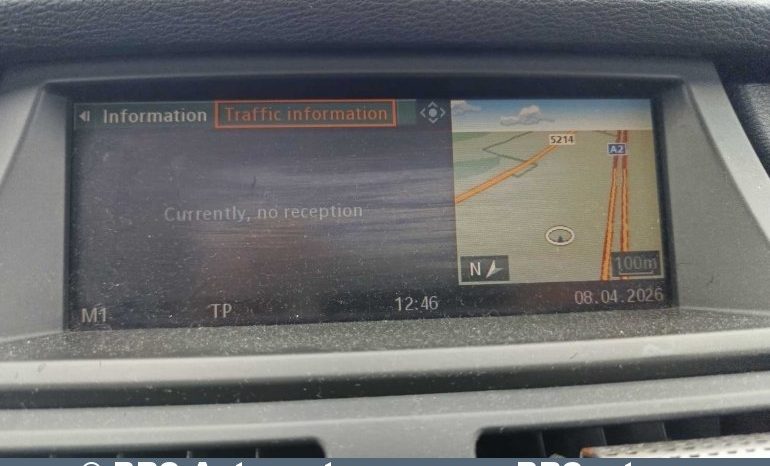 Information Traffic information
5214
A2
Currently, no reception
N
100m
M1 TP 12:46 08.04.2026